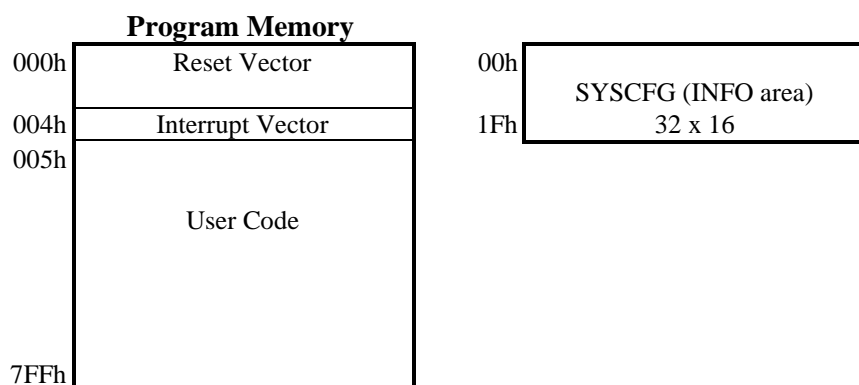 Program Memory
000h Reset Vector
004h Interrupt Vector
005h
User Code
7FFh
00h
SYSCFG (INFO area)
1Fh 32 x 16